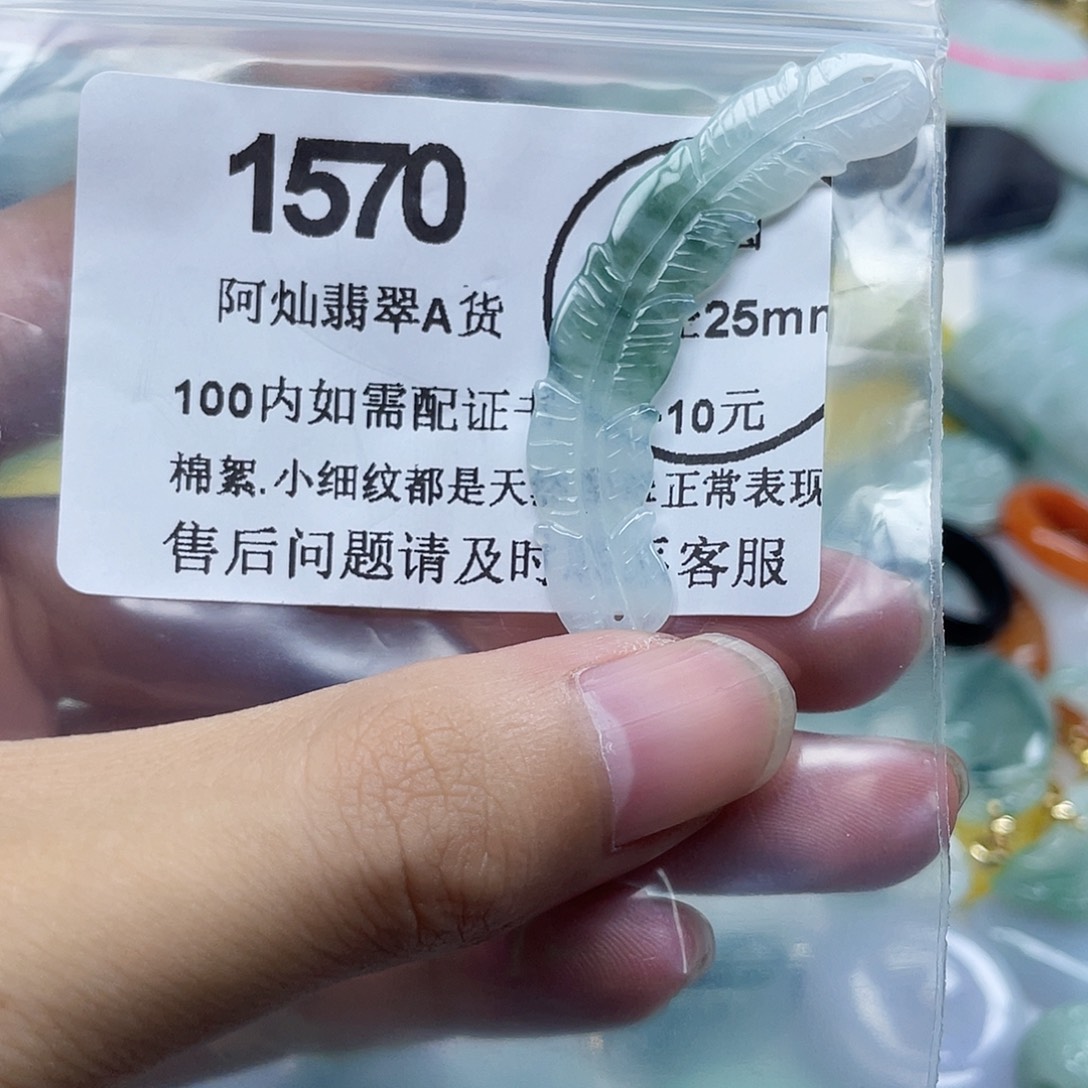 1570
阿灿翡翠A货
25mm
100内如需配证
10元
棉絮.小细纹都是天
正常表现
售后问题请及时
客服